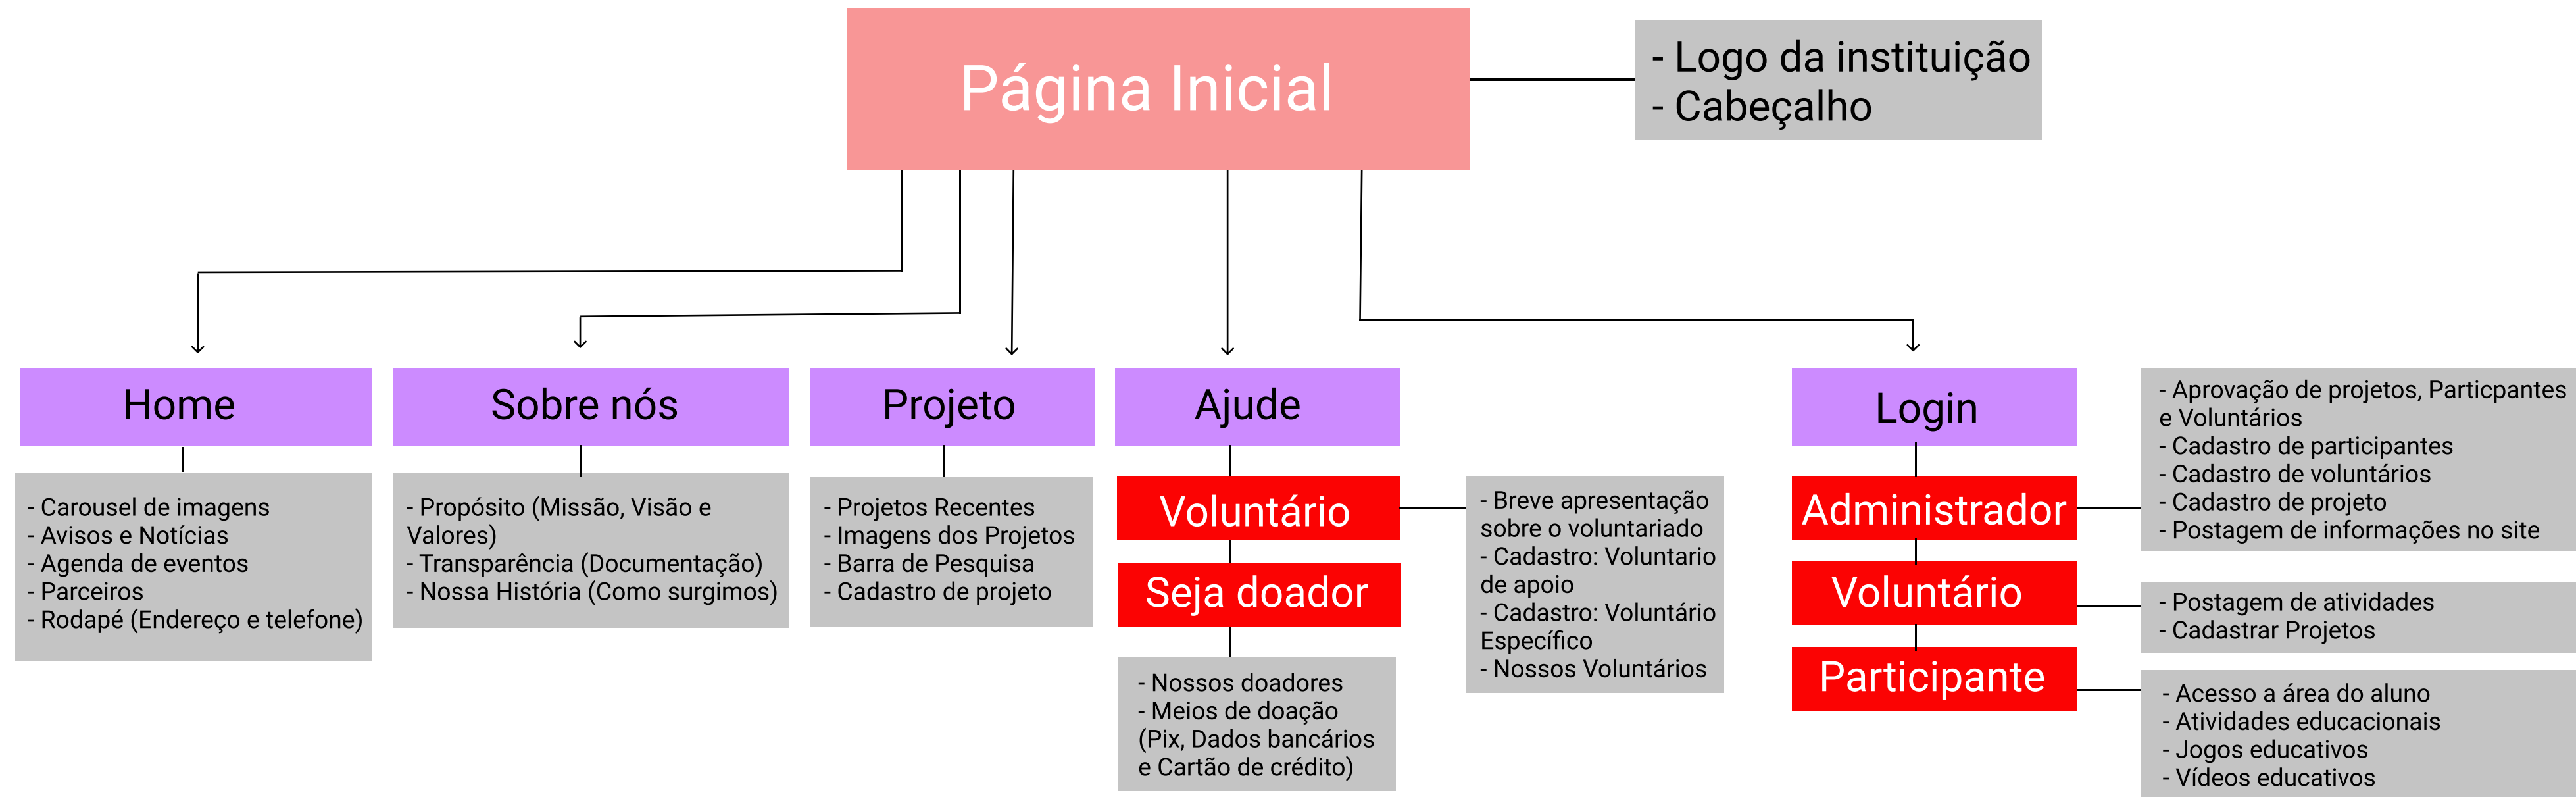 Página Inicial
- Logo da instituição
- Cabeçalho
Home
- Carousel de imagens
- Avisos e Notícias
- Agenda de eventos
- Parceiros
- Rodapé (Endereço e telefone)
Sobre nós
- Propósito (Missão, Visão e
Valores)
- Transparência (Documentação)
- Nossa História (Como surgimos)
Projeto
- Projetos Recentes
- Imagens dos Projetos
- Barra de Pesquisa
- Cadastro de projeto
Ajude
Voluntário
- Breve apresentação
sobre o voluntariado
- Cadastro: Voluntario
de apoio
- Cadastro: Voluntário
Específico
- Nossos Voluntários
Seja doador
- Nossos doadores
- Meios de doação
(Pix, Dados bancários
e Cartão de crédito)
Login
Administrador
- Aprovação de projetos, Particpantes
e Voluntários
- Cadastro de participantes
- Cadastro de voluntários
- Cadastro de projeto
- Postagem de informações no site
Voluntário
- Postagem de atividades
- Cadastrar Projetos
Participante
- Acesso a área do aluno
- Atividades educacionais
- Jogos educativos
- Vídeos educativos